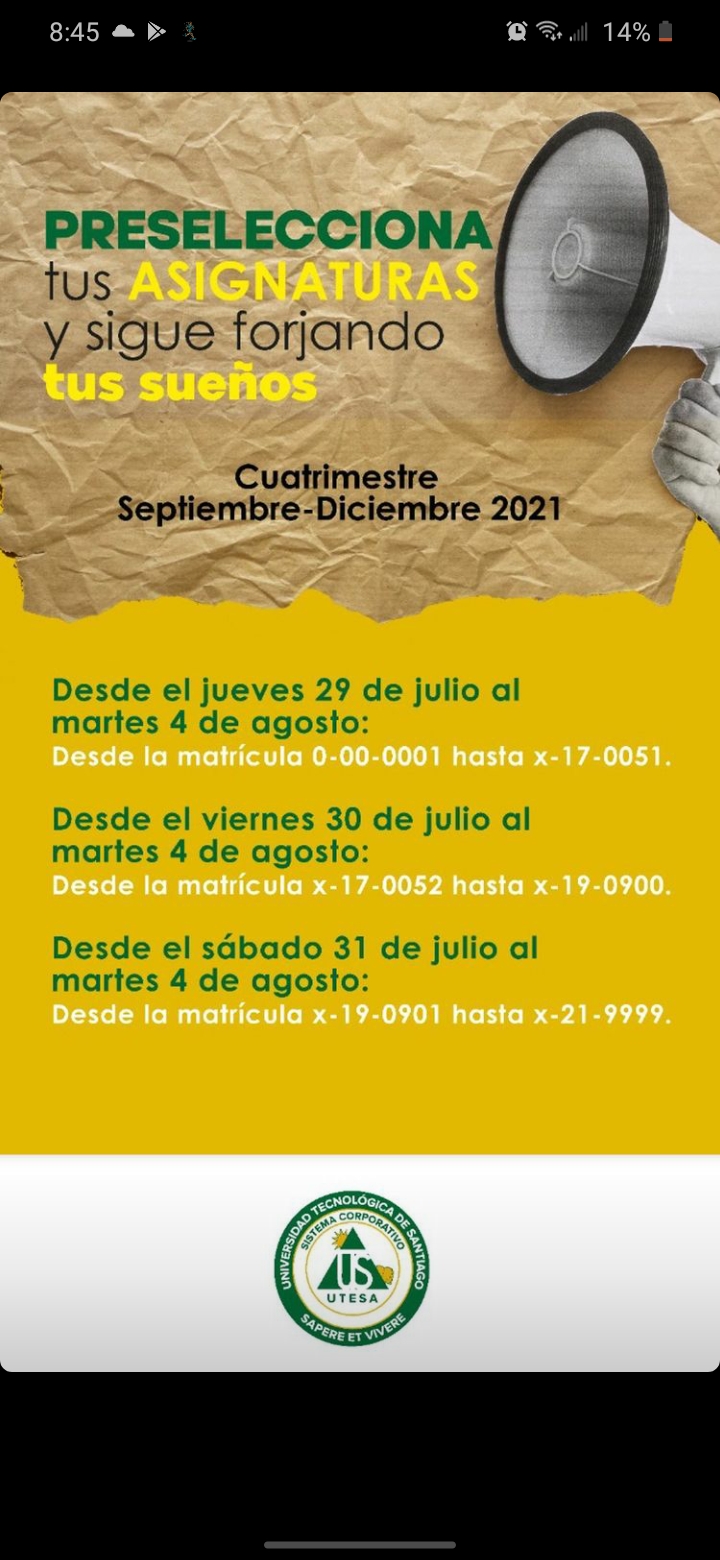 8:45
14%
PRESELECCIONA
tus ASIGNATURAS
y sigue forjando
tus sueños
Cuatrimestre
Septiembre-Diciembre 2021
Desde el jueves 29 de julio al
martes 4 de agosto:
Desde la matrícula 0-00-0001 hasta x-17-0051.
Desde el viernes 30 de julio al
martes 4 de agosto:
Desde la matrícula x-17-0052 hasta x-19-0900.
Desde el sábado 31 de julio al
martes 4 de agosto:
Desde la matrícula x-19-0901 hasta x-21-9999.
UNIVERSIDAD TECNOLÓGICA DE SANTIAGO
SISTEMA CORPORATIVO
US
UTESA
SAPERE ET VIVERE